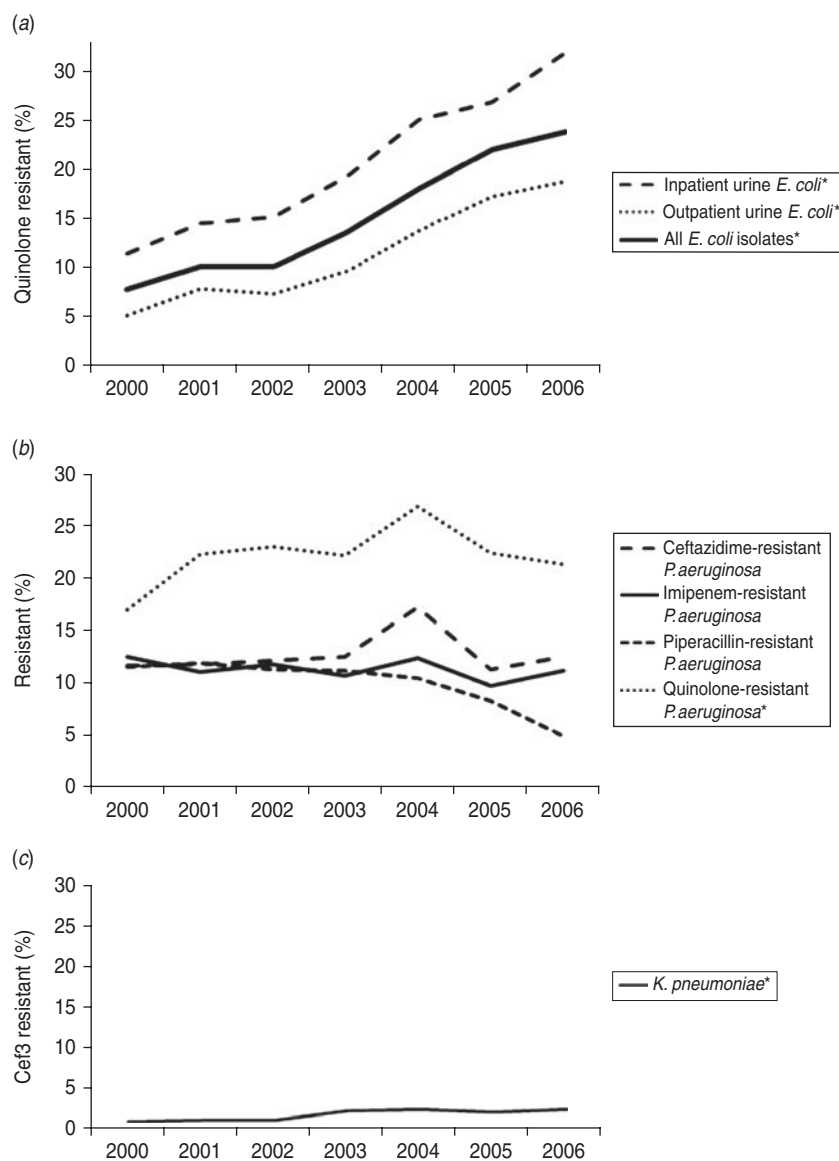 (a)
Quinolone resistant (%)
30
25
20
15
10
5
0
2000 2001 2002 2003 2004 2005 2006
Inpatient urine E. coli*
Outpatient urine E. coli*
All E. coli isolates*
(b)
Resistant (%)
30
25
20
15
10
5
0
2000 2001 2002 2003 2004 2005 2006
Ceftazidime-resistant
P. aeruginosa
Imipenem-resistant
P. aeruginosa
Piperacillin-resistant
P. aeruginosa
Quinolone-resistant
P. aeruginosa*
(c)
Cef3 resistant (%)
30
25
20
15
10
5
0
2000 2001 2002 2003 2004 2005 2006
K. pneumoniae*